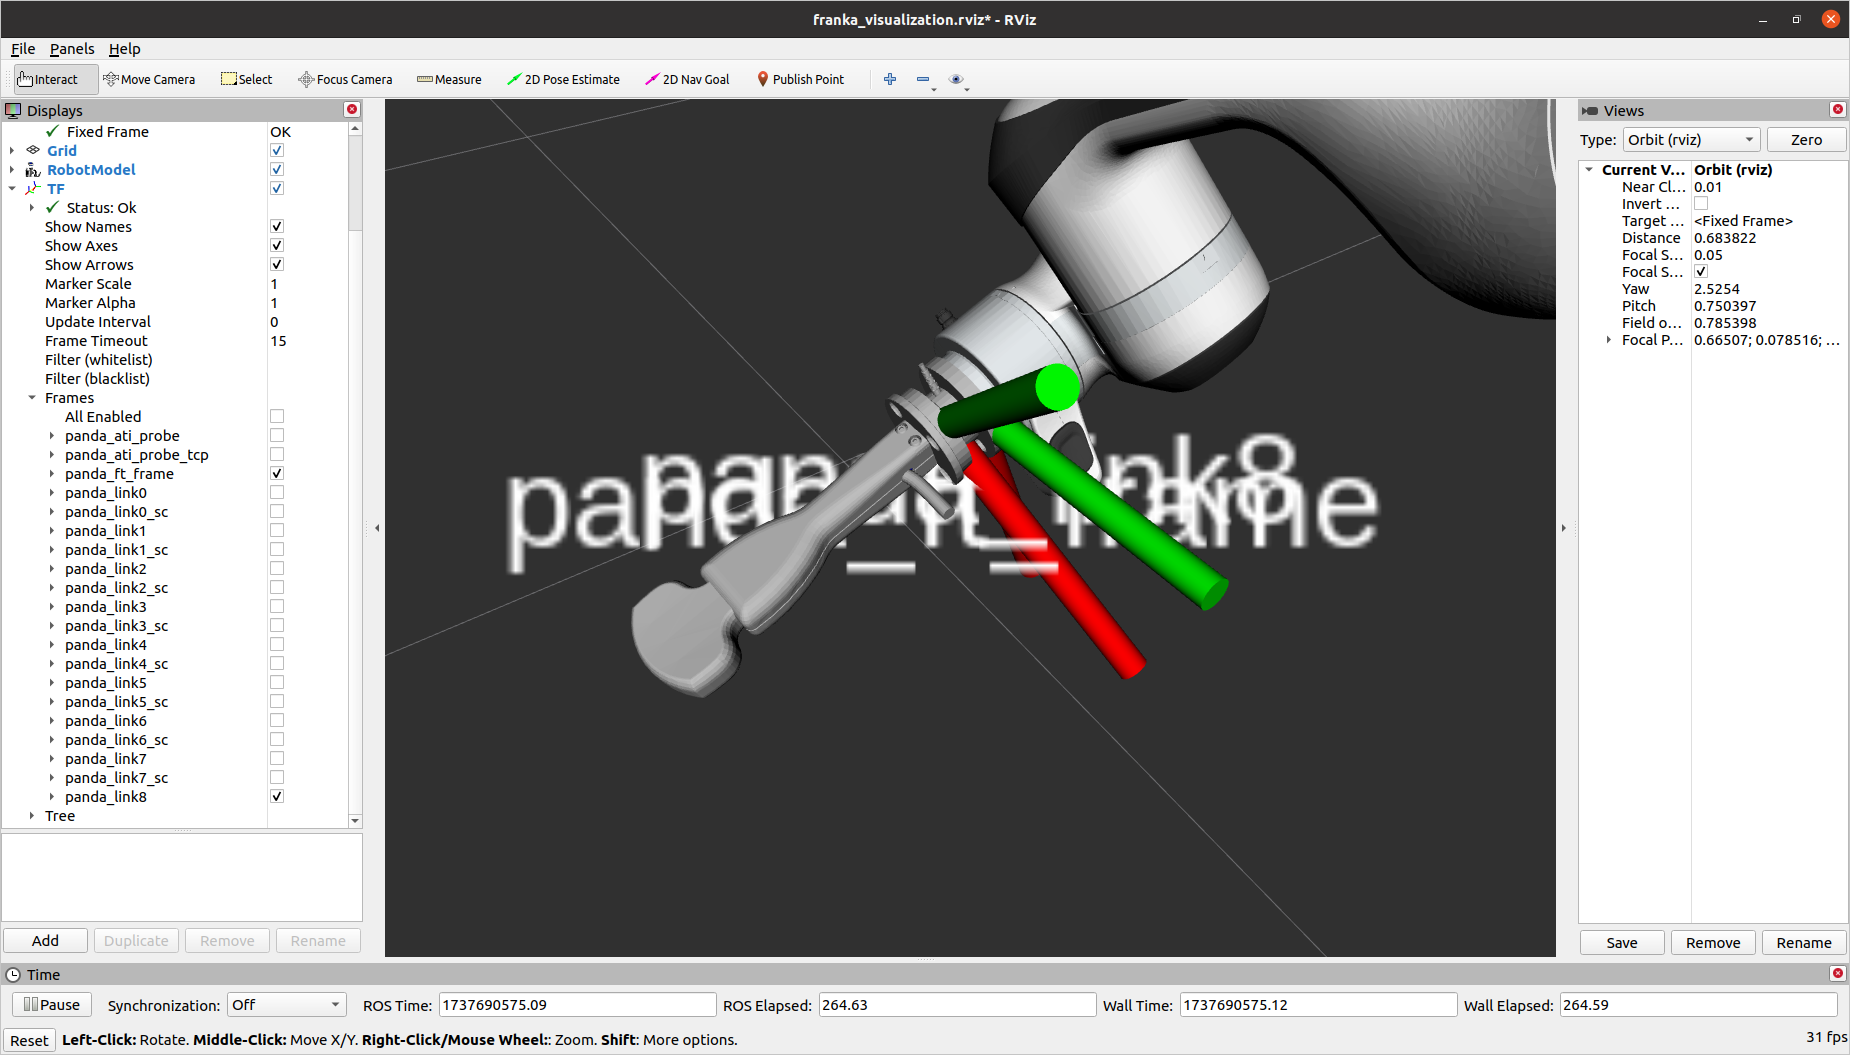 franka_visualization.rviz* - RViz
File Panels Help
Interact Move Camera Select Focus Camera Measure 2D Pose Estimate 2D Nav Goal Publish Point
Displays
Fixed Frame OK
Grid
RobotModel
TF
Status: Ok
Show Names
Show Axes
Show Arrows
Marker Scale 1
Marker Alpha 1
Update Interval 0
Frame Timeout 15
Filter (whitelist)
Filter (blacklist)
Frames
All Enabled
panda_ati_probe
panda_ati_probe_tcp
panda_ft_frame
panda_link0
panda_link0_sc
panda_link1
panda_link1_sc
panda_link2
panda_link2_sc
panda_link3
panda_link3_sc
panda_link4
panda_link4_sc
panda_link5
panda_link5_sc
panda_link6
panda_link6_sc
panda_link7
panda_link7_sc
panda_link8
Tree
Add Duplicate Remove Rename
panda_link8
panda_ft_frame
Views
Type: Orbit (rviz) Zero
Current V... Orbit (rviz)
Near Cl... 0.01
Invert ...
Target ... <Fixed Frame>
Distance 0.683822
Focal S... 0.05
Focal S...
Yaw 2.5254
Pitch 0.750397
Field o... 0.785398
Focal P... 0.66507; 0.078516; ...
Save Remove Rename
Time
Pause Synchronization: Off ROS Time: 1737690575.09 ROS Elapsed: 264.63 Wall Time: 1737690575.12 Wall Elapsed: 264.59
Reset Left-Click: Rotate. Middle-Click: Move X/Y. Right-Click/Mouse Wheel:: Zoom. Shift: More options. 31 fps